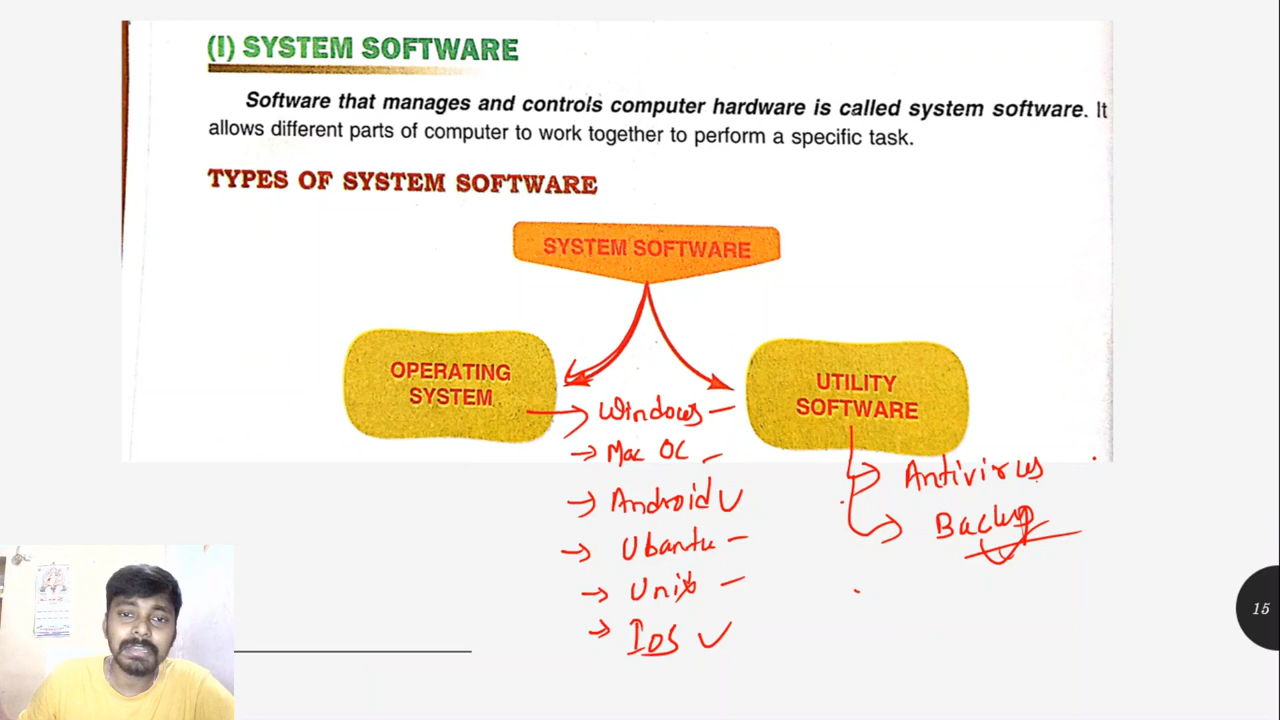 (I) SYSTEM SOFTWARE
Software that manages and controls computer hardware is called system software. It
allows different parts of computer to work together to perform a specific task.
TYPES OF SYSTEM SOFTWARE
SYSTEM SOFTWARE
OPERATING
SYSTEM
UTILITY
SOFTWARE
Windows
Mac OC
Android
Ubantu
Unix
IOS
Antivirus
Backup
15